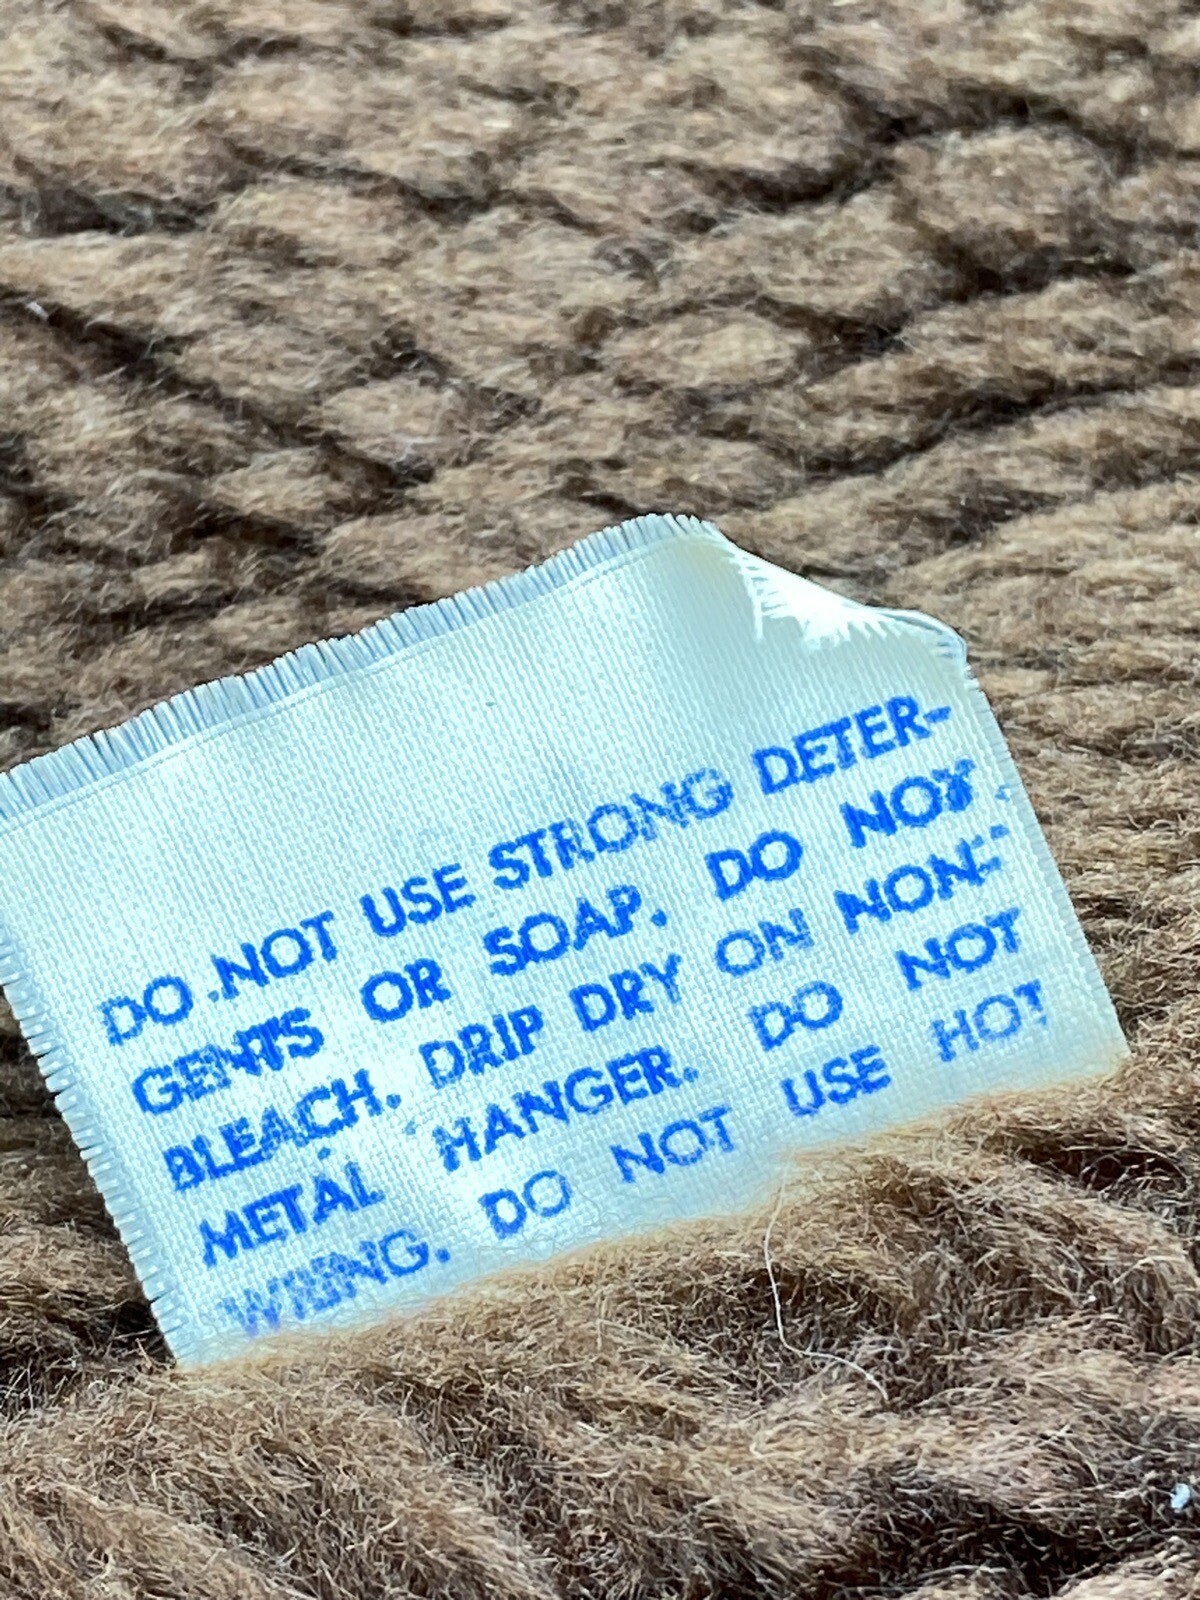 DO NOT USE STRONG DETER-
GENTS OR SOAP. DO NOT
BLEACH. DRIP DRY ON NON-
METAL HANGER. DO NOT
WRING. DO NOT USE HOT